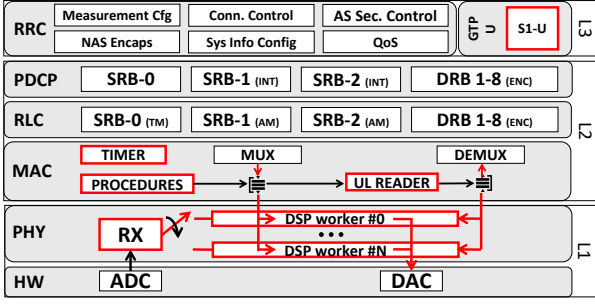 RRC
Measurement Cfg
Conn. Control
AS Sec. Control
NAS Encaps
Sys Info Config
QoS
GTP
U
S1-U
L3
PDCP
SRB-0
SRB-1 (INT)
SRB-2 (INT)
DRB 1-8 (ENC)
RLC
SRB-0 (TM)
SRB-1 (AM)
SRB-2 (AM)
DRB 1-8 (ENC)
L2
MAC
TIMER
MUX
DEMUX
PROCEDURES
UL READER
PHY
RX
DSP worker #0
•••
DSP worker #N
L1
HW
ADC
DAC